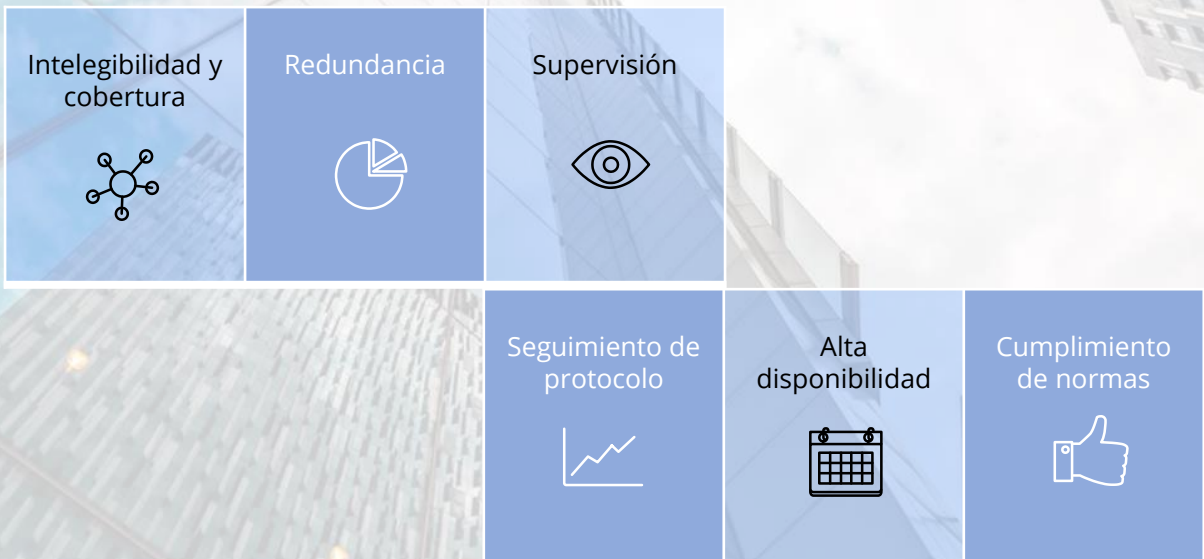 Intelegibilidad y
cobertura
Redundancia
Supervisión
Seguimiento de
protocolo
Alta
disponibilidad
Cumplimiento
de normas